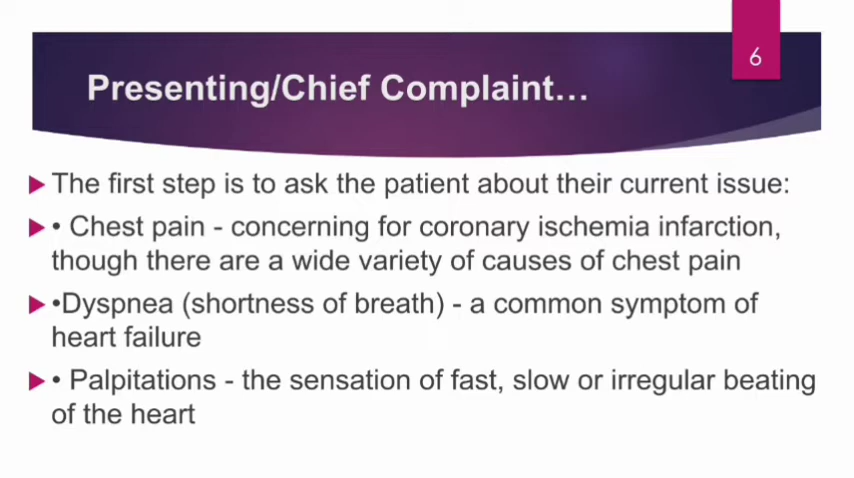 6
Presenting/Chief Complaint...
The first step is to ask the patient about their current issue:
• Chest pain - concerning for coronary ischemia infarction,
though there are a wide variety of causes of chest pain
•Dyspnea (shortness of breath) - a common symptom of
heart failure
• Palpitations - the sensation of fast, slow or irregular beating
of the heart